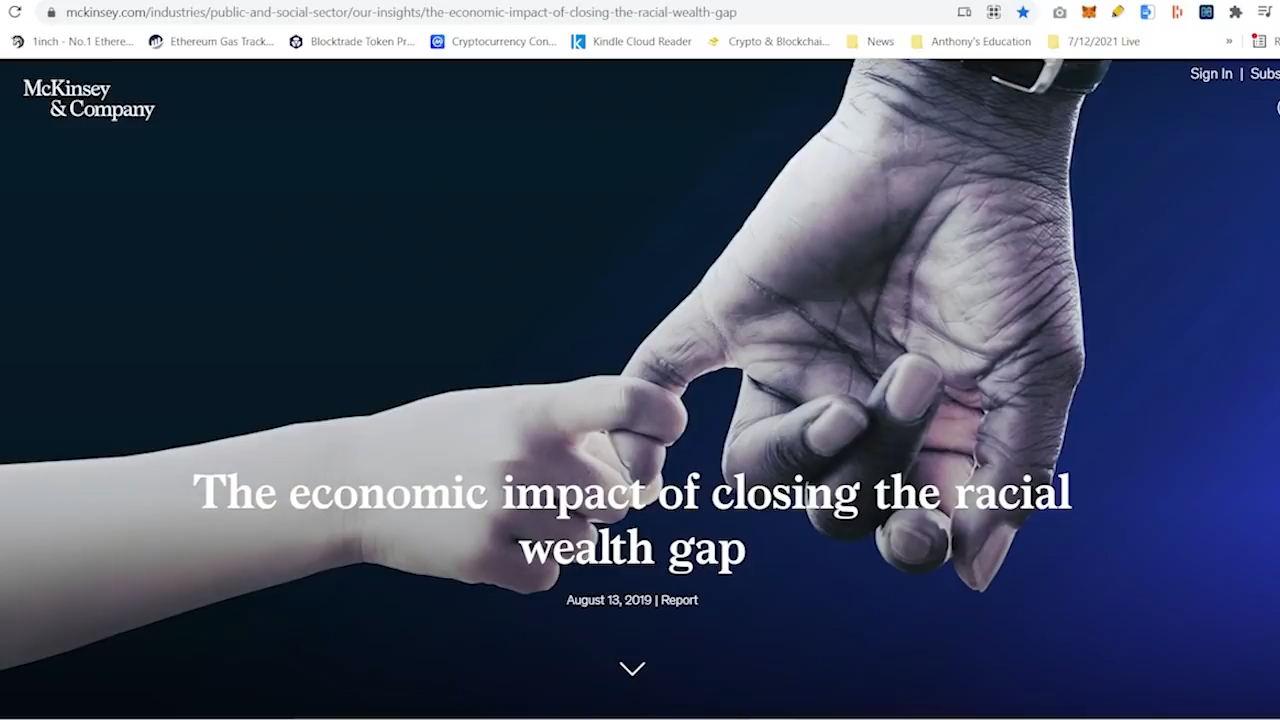 mckinsey.com/industries/public-and-social-sector/our-insights/the-economic-impact-of-closing-the-racial-wealth-gap
1inch - No.1 Ethere... Ethereum Gas Track... Blocktrade Token Pr... Cryptocurrency Con... Kindle Cloud Reader Crypto & Blockchai... News Anthony's Education 7/12/2021 Live » R
McKinsey
& Company
Sign In | Subs
The economic impact of closing the racial
wealth gap
August 13, 2019 | Report